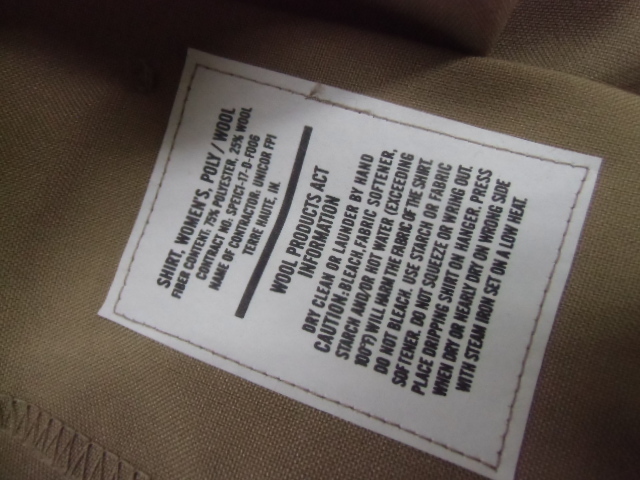 SHIRT, WOMEN'S, POLY / WOOL
FIBER CONTENT: 75% POLYESTER, 25% WOOL
CONTRACT NO. SPE1C1-17-D-F006
NAME OF CONTRACTOR: UNICOR FPI
TERRE HAUTE, IN.
WOOL PRODUCTS ACT
INFORMATION
DRY CLEAN OR LAUNDER BY HAND
CAUTION: BLEACH, FABRIC SOFTENER,
STARCH AND/OR HOT WATER (EXCEEDING
100°F) WILL HARM THE FABRIC OF THE SHIRT.
DO NOT BLEACH. USE STARCH OR FABRIC
SOFTENER. DO NOT SQUEEZE OR WRING OUT.
PLACE DRIPPING SHIRT ON HANGER. PRESS
WHEN DRY OR NEARLY DRY ON WRONG SIDE
WITH STEAM IRON SET ON A LOW HEAT.